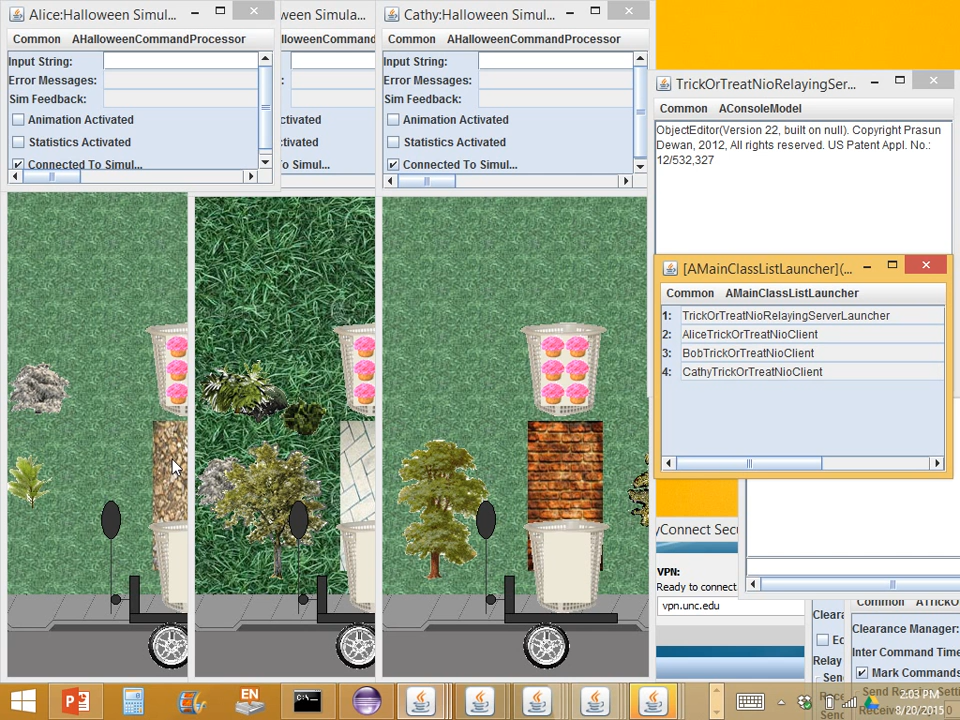 Alice:Halloween Simul...
ween Simula...
Cathy:Halloween Simul...
Common AHalloweenCommandProcessor
HalloweenCommand
Common AHalloweenCommandProcessor
Input String:
Input String:
Error Messages:
Error Messages:
Sim Feedback:
Sim Feedback:
Animation Activated
Animation Activated
Statistics Activated
Statistics Activated
Connected To Simul...
Connected To Simul...
TrickOrTreatNioRelayingSer...
Common AConsoleModel
ObjectEditor(Version 22, built on null). Copyright Prasun
Dewan, 2012, All rights reserved. US Patent Appl. No.:
12/532,327
[AMainClassListLauncher](...
Common AMainClassListLauncher
1: TrickOrTreatNioRelayingServerLauncher
2: AliceTrickOrTreatNioClient
3: BobTrickOrTreatNioClient
4: CathyTrickOrTreatNioClient
yConnect Secu
VPN:
Ready to connect
vpn.unc.edu
Common ATrickO
Clearance Manager:
Inter Command Time
Mark Commands
Relay
EN
2:03 PM
8/20/2015